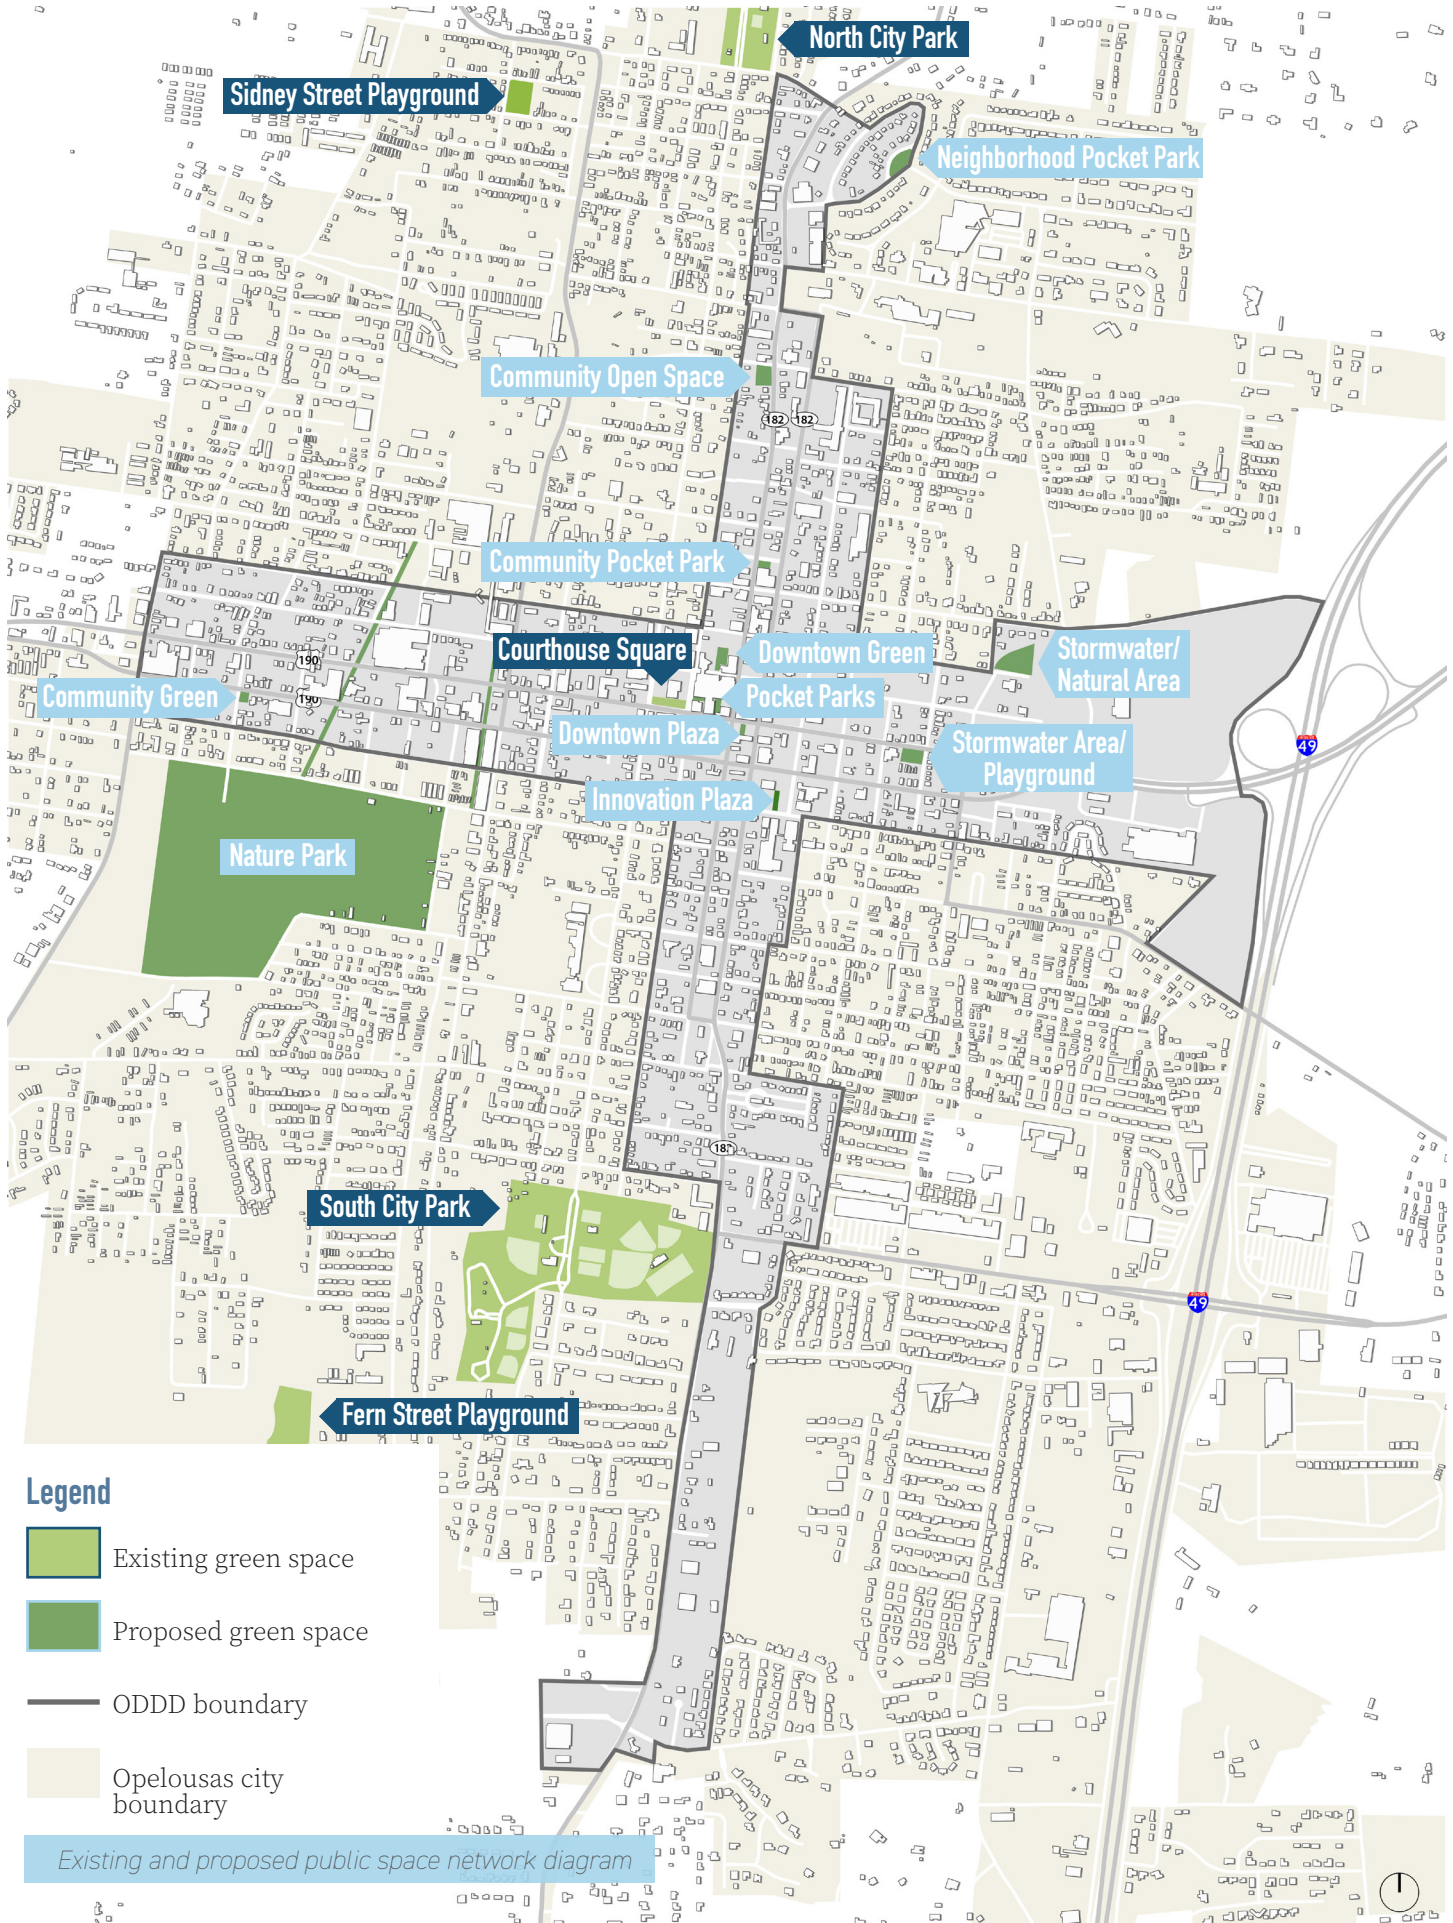 North City Park
Sidney Street Playground
Neighborhood Pocket Park
Community Open Space
182
182
Community Pocket Park
Courthouse Square
Downtown Green
Stormwater/
Natural Area
190
Community Green
190
Pocket Parks
Downtown Plaza
Stormwater Area/
Playground
49
Innovation Plaza
Nature Park
182
South City Park
49
Fern Street Playground
Legend
Existing green space
Proposed green space
ODDD boundary
Opelousas city
boundary
Existing and proposed public space network diagram